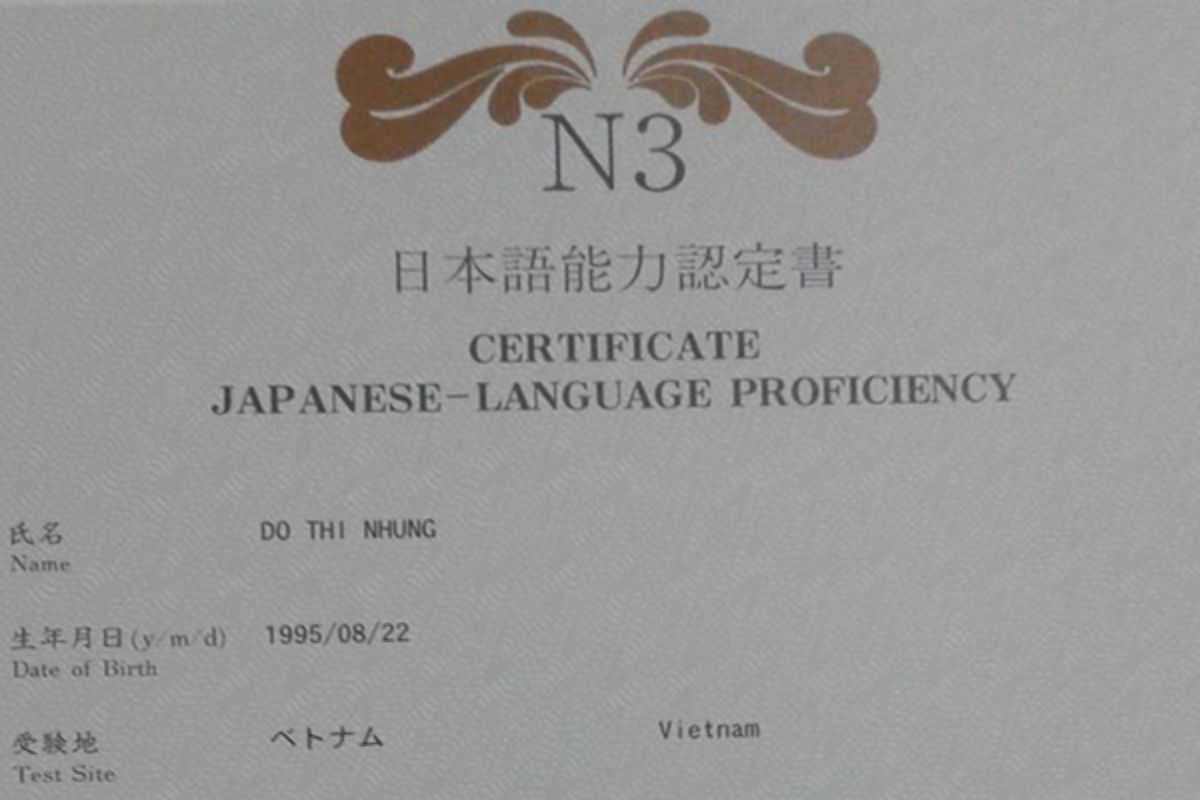 N3
日本語能力認定書
CERTIFICATE
JAPANESE-LANGUAGE PROFICIENCY
氏名 DO THI NHUNG
Name
生年月日(y/m/d) 1995/08/22
Date of Birth
受験地 ベトナム Vietnam
Test Site